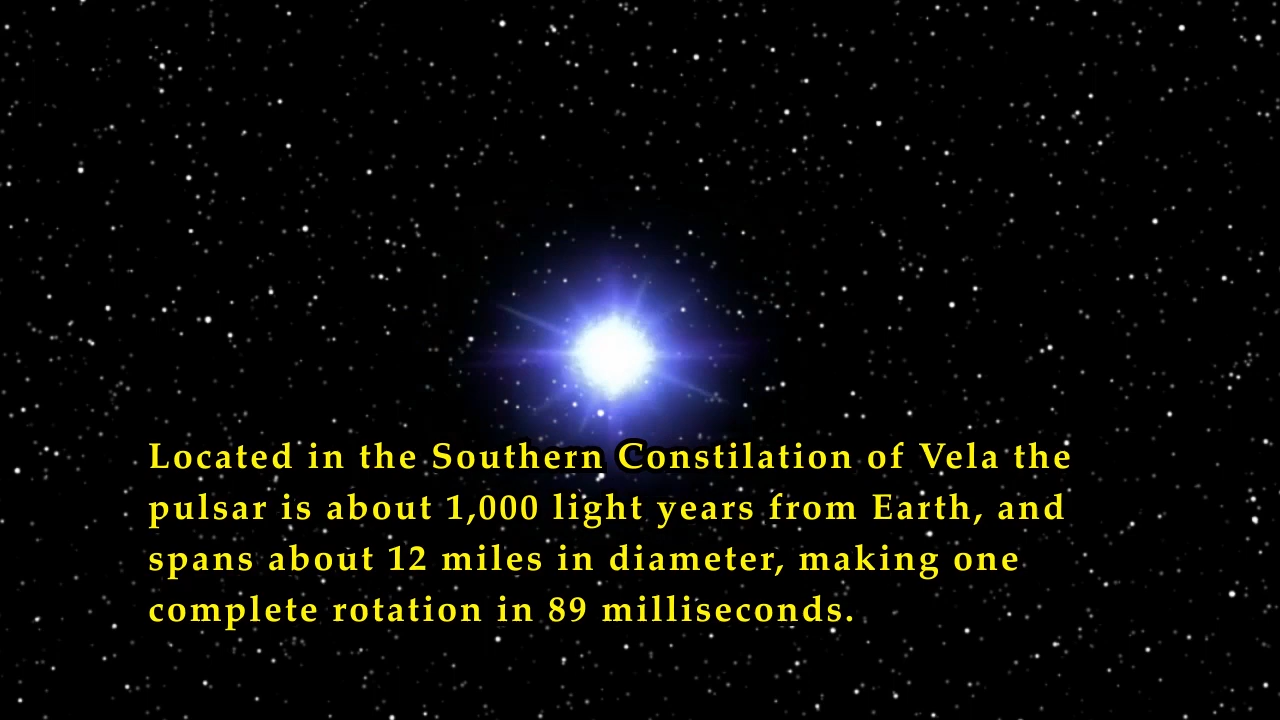 Located in the Southern Constilation of Vela the
pulsar is about 1,000 light years from Earth, and
spans about 12 miles in diameter, making one
complete rotation in 89 milliseconds.